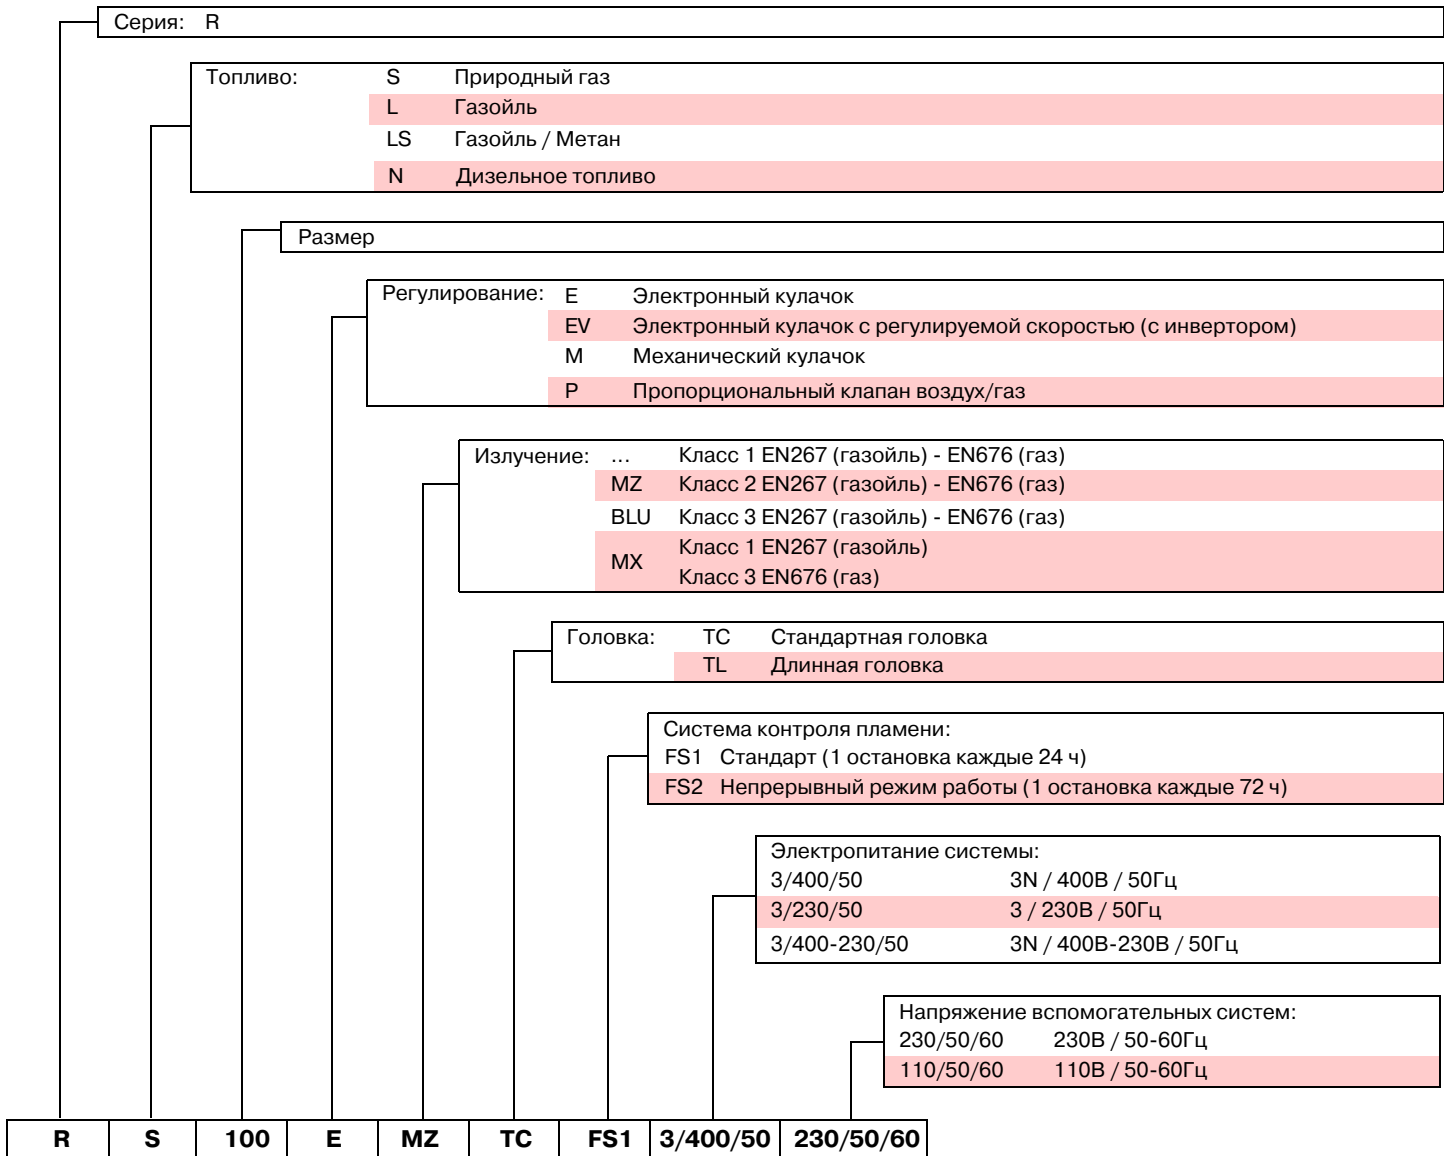 Серия: R
Топливо: S Природный газ
L Газойль
LS Газойль / Метан
N Дизельное топливо
Размер
Регулирование: E Электронный кулачок
EV Электронный кулачок с регулируемой скоростью (с инвертором)
M Механический кулачок
P Пропорциональный клапан воздух/газ
Излучение: ... Класс 1 EN267 (газойль) - EN676 (газ)
MZ Класс 2 EN267 (газойль) - EN676 (газ)
BLU Класс 3 EN267 (газойль) - EN676 (газ)
MX Класс 1 EN267 (газойль)
Класс 3 EN676 (газ)
Головка: TC Стандартная головка
TL Длинная головка
Система контроля пламени:
FS1 Стандарт (1 остановка каждые 24 ч)
FS2 Непрерывный режим работы (1 остановка каждые 72 ч)
Электропитание системы:
3/400/50 3N / 400В / 50Гц
3/230/50 3 / 230В / 50Гц
3/400-230/50 3N / 400В-230В / 50Гц
Напряжение вспомогательных систем:
230/50/60 230В / 50-60Гц
110/50/60 110В / 50-60Гц
R S 100 E MZ TC FS1 3/400/50 230/50/60